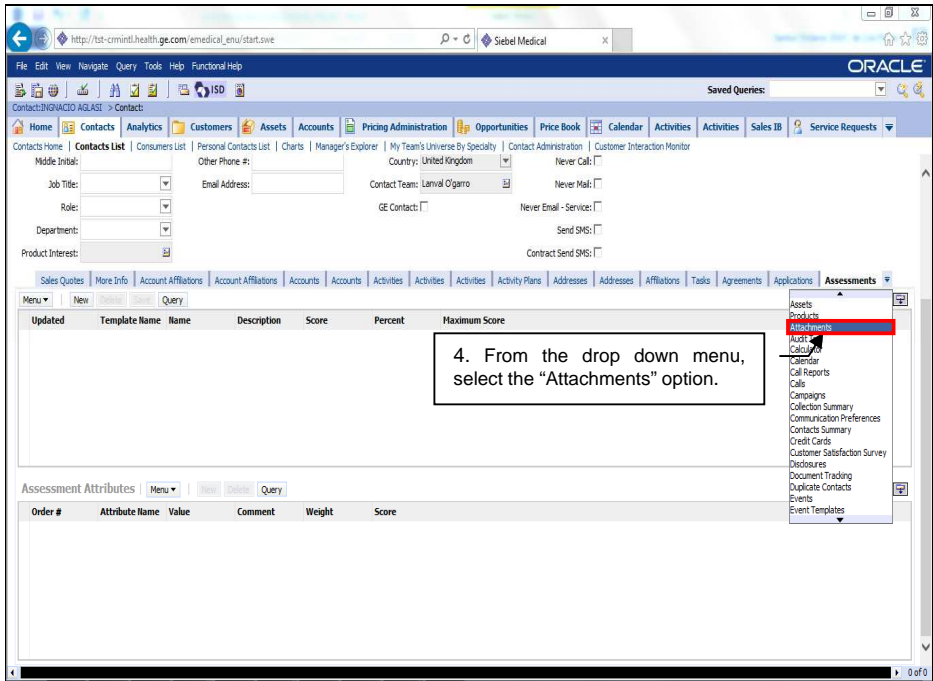 http://tst-crmintl.health.ge.com/emedical_enu/start.swe
Siebel Medical
File Edit View Navigate Query Tools Help Functional Help
ORACLE
ISD
Saved Queries:
Contact:INGNACIO AGLASI > Contact:
Home Contacts Analytics Customers Assets Accounts Pricing Administration Opportunities Price Book Calendar Activities Activities Sales IB Service Requests
Contacts Home | Contacts List | Consumers List | Personal Contacts List | Charts | Manager's Explorer | My Team's Universe By Specialty | Contact Administration | Customer Interaction Monitor
Middle Initial: Other Phone #: Country: United Kingdom Never Call:
Job Title: Email Address: Contact Team: Lanval O'garro Never Mail:
Role: GE Contact: Never Email - Service:
Department: Send SMS:
Product Interest: Contract Send SMS:
Sales Quotes | More Info | Account Affiliations | Account Affiliations | Accounts | Accounts | Activities | Activities | Activities | Activity Plans | Addresses | Addresses | Affiliations | Tasks | Agreements | Applications | Assessments
Menu New Delete Save Query
Updated Template Name Name Description Score Percent Maximum Score
Assets
Products
Attachments
Audit
Calculator
Calendar
Call Reports
Calls
Campaigns
Collection Summary
Communication Preferences
Contacts Summary
Credit Cards
Customer Satisfaction Survey
Disclosures
Document Tracking
Duplicate Contacts
Events
Event Templates
4. From the drop down menu,
select the “Attachments” option.
Assessment Attributes | Menu New Delete Query
Order # Attribute Name Value Comment Weight Score
0 of 0